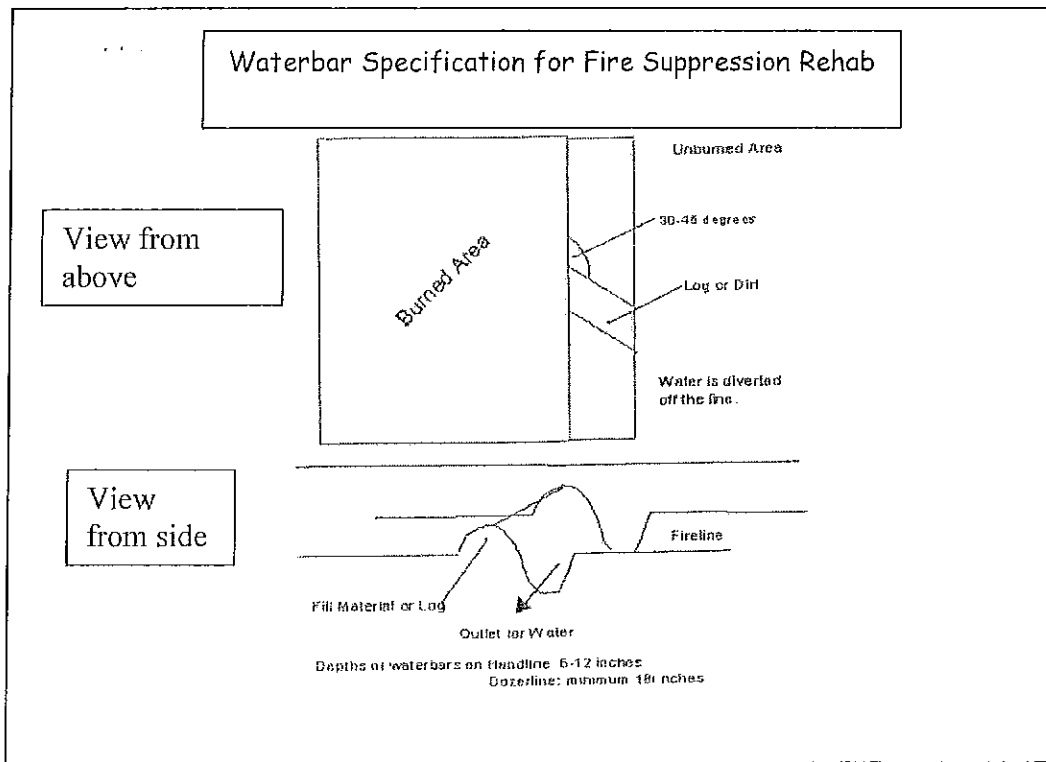 Waterbar Specification for Fire Suppression Rehab
Unburned Area
View from
above
30-45 degrees
Burned Area
Log or Dirt
Water is diverted
off the line.
View
from side
Fireline
Fill Material or Log
Outlet for Water
Depths of waterbars on Handline 6-12 inches
Dozerline: minimum 18 inches